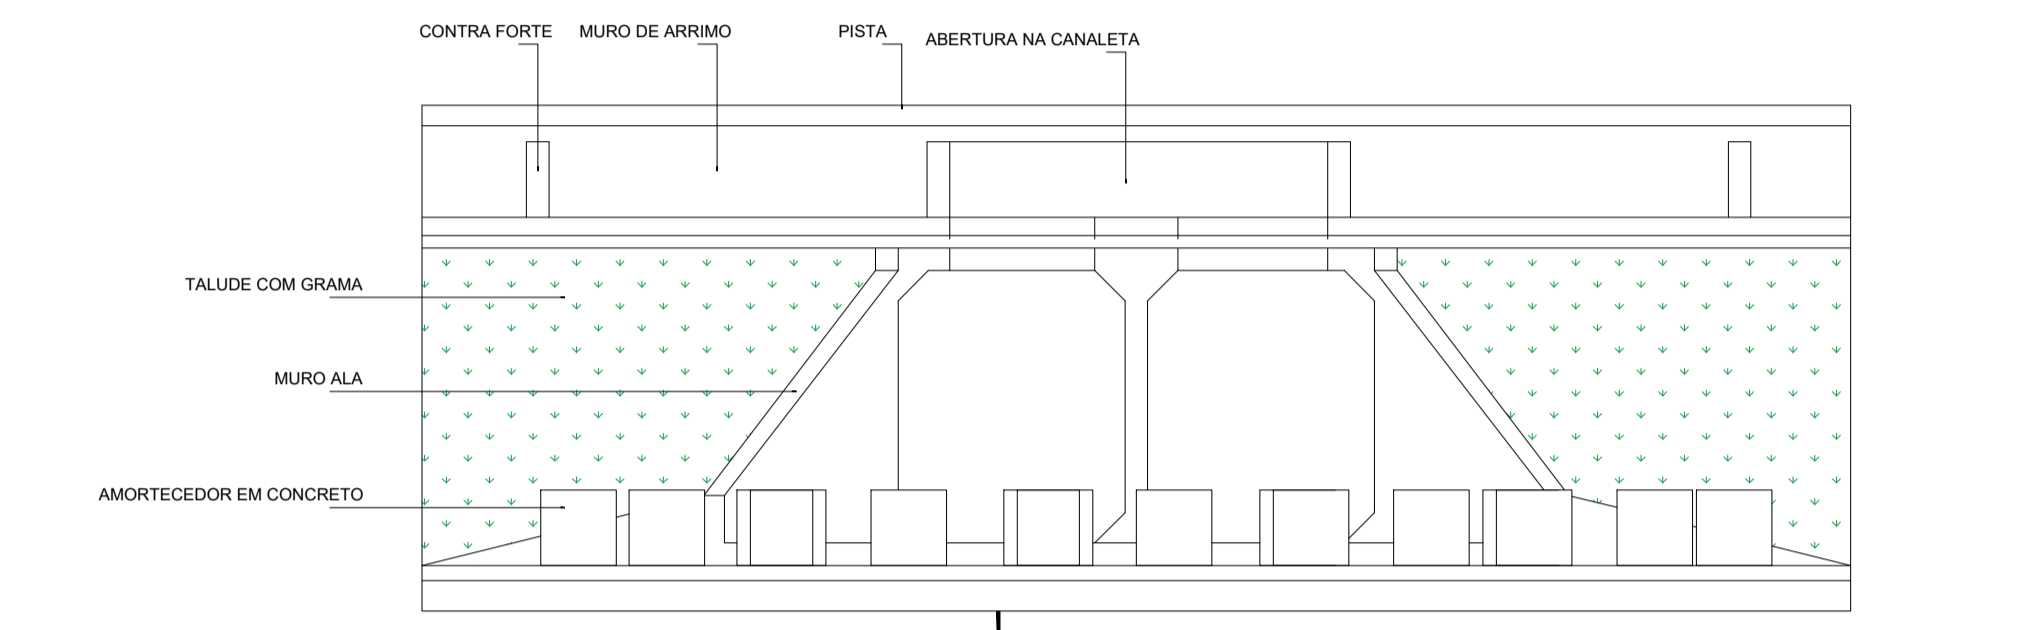 CONTRA FORTE
MURO DE ARRIMO
PISTA
ABERTURA NA CANALETA
TALUDE COM GRAMA
MURO ALA
AMORTECEDOR EM CONCRETO